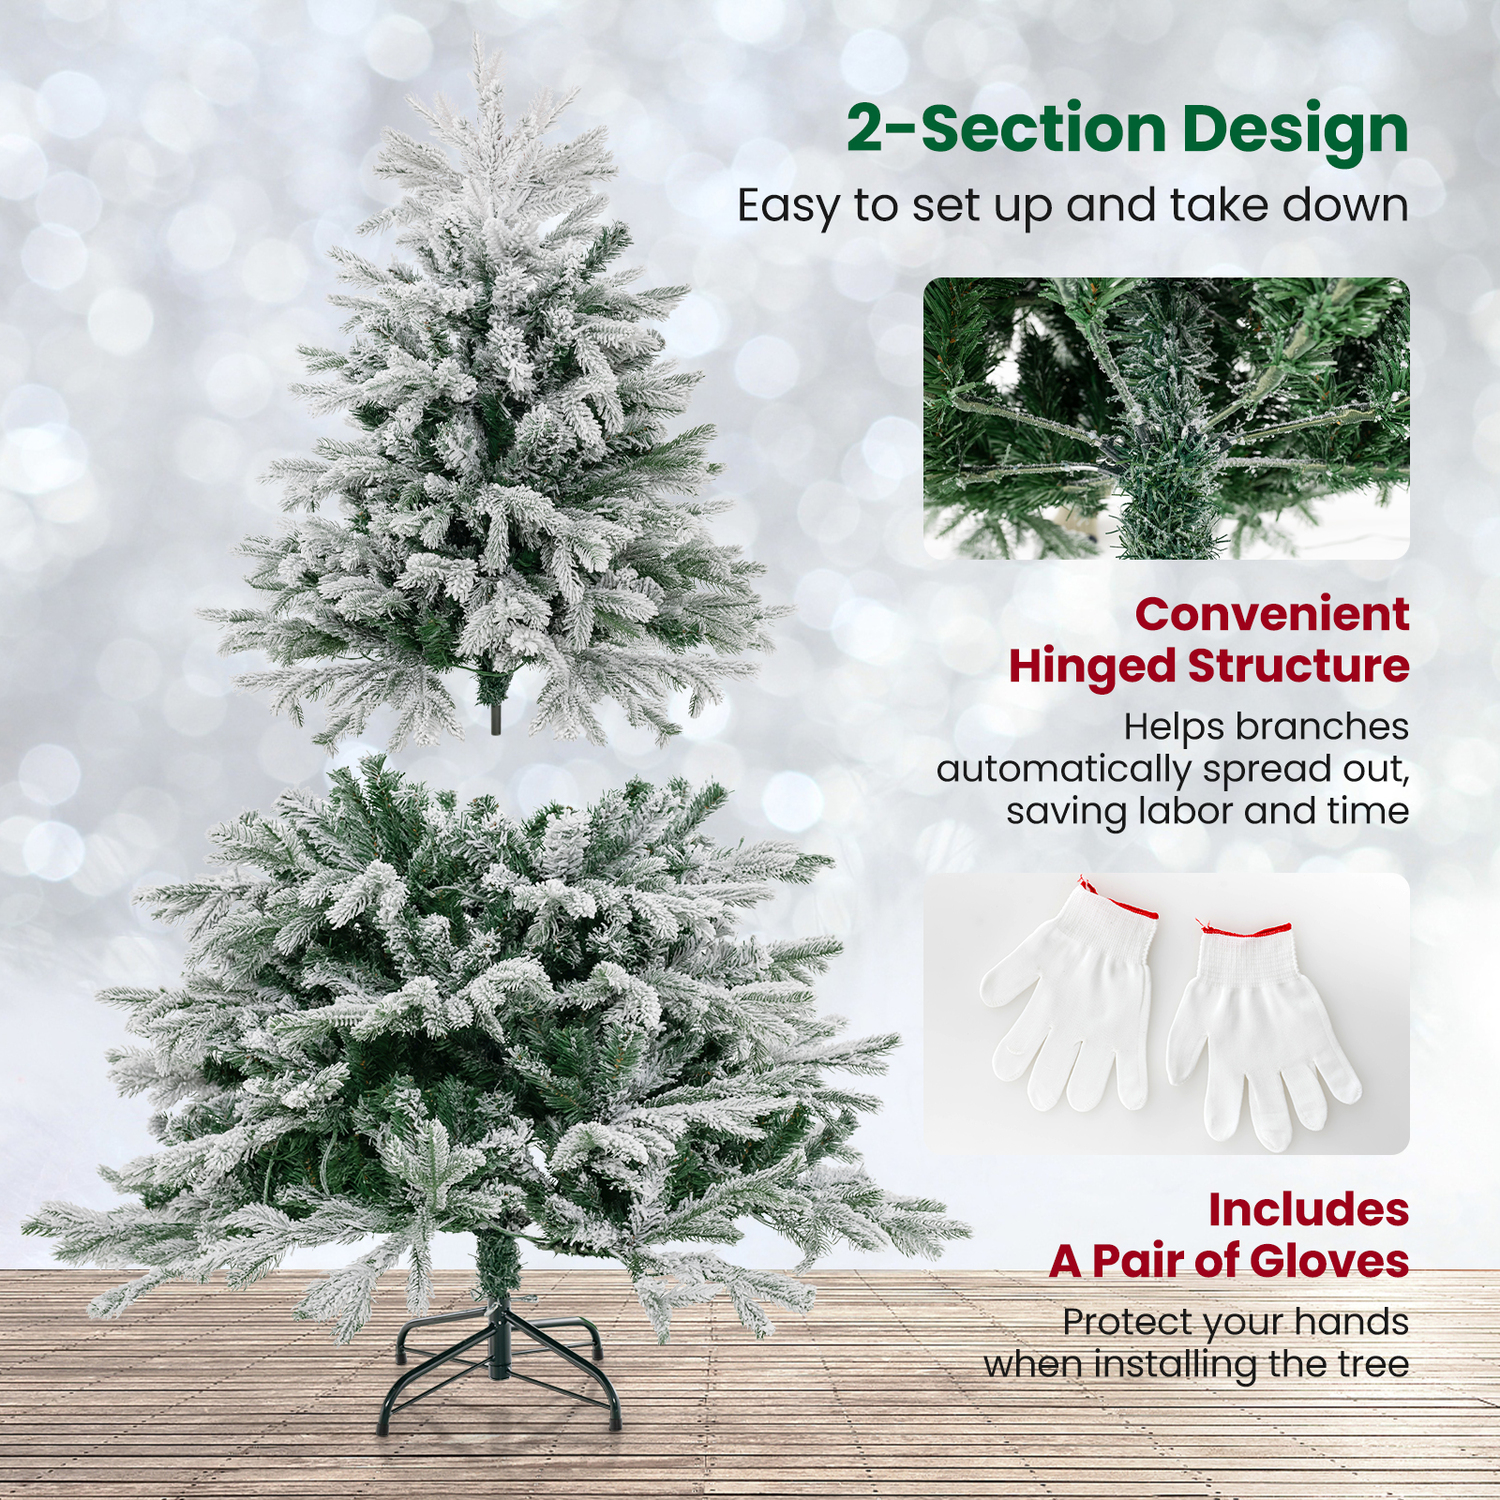 2-Section Design
Easy to set up and take down
Convenient
Hinged Structure
Helps branches
automatically spread out,
saving labor and time
Includes
A Pair of Gloves
Protect your hands
when installing the tree